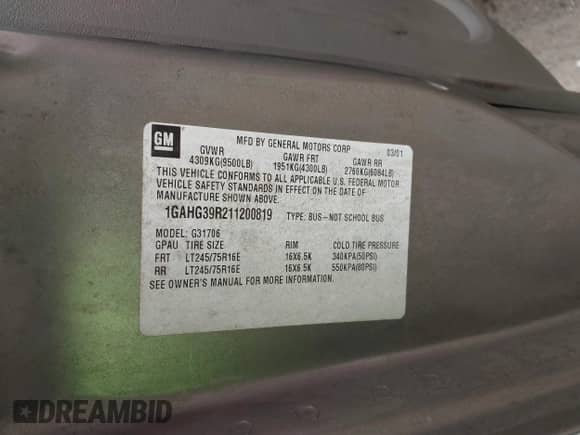 GM
MFD BY GENERAL MOTORS CORP 03/01
GVWR GAWR FRT GAWR RR
4309KG(9500LB) 1951KG(4300LB) 2760KG(6084LB)
THIS VEHICLE CONFORMS TO ALL APPLICABLE U.S. FEDERAL MOTOR
VEHICLE SAFETY STANDARDS IN EFFECT ON THE DATE OF
MANUFACTURE SHOWN ABOVE.
1GAHG39R211200819 TYPE: BUS-NOT SCHOOL BUS
MODEL: G31706
GPAU TIRE SIZE RIM COLD TIRE PRESSURE
FRT LT245/75R16E 16X6.5K 340KPA(50PSI)
RR LT245/75R16E 16X6.5K 550KPA(80PSI)
SEE OWNER'S MANUAL FOR MORE INFORMATION.
DREAMBID